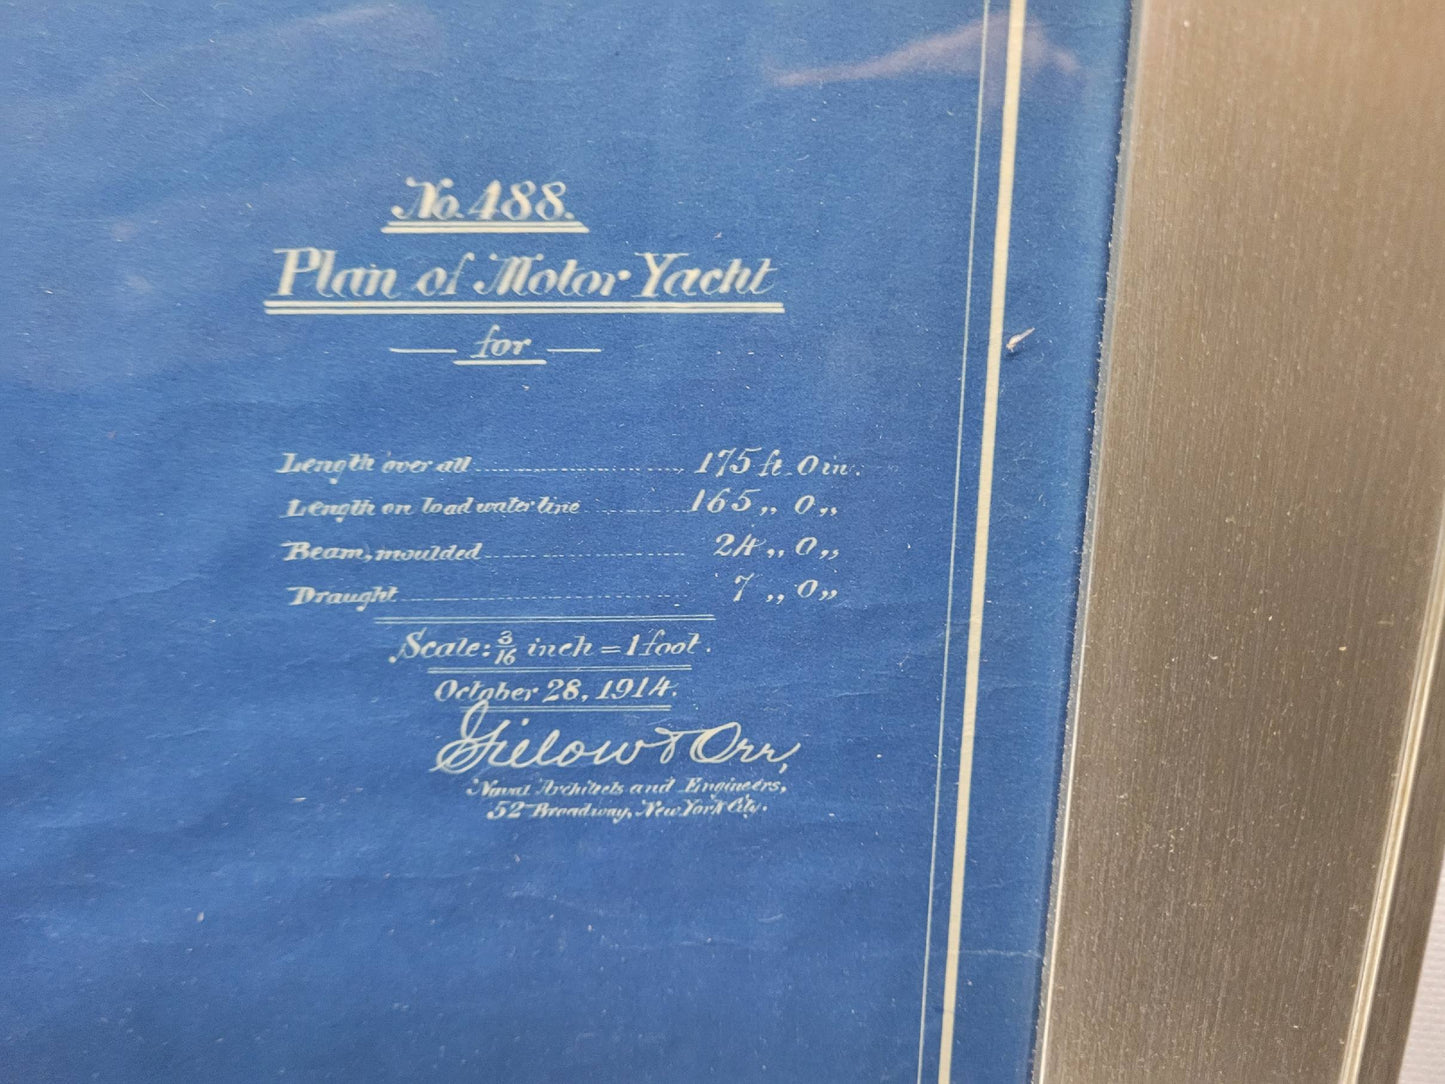 No. 488.
Plan of Motor Yacht
for
Length over all 175 ft. 0 in.
Length on load water line 165 ,, 0 ,,
Beam, moulded 24 ,, 0 ,,
Draught 7 ,, 0 ,,
Scale: 3/16 inch = 1 foot.
October 28, 1914.
Gielow & Orr,
Naval Architects and Engineers,
52 Broadway, New York City.